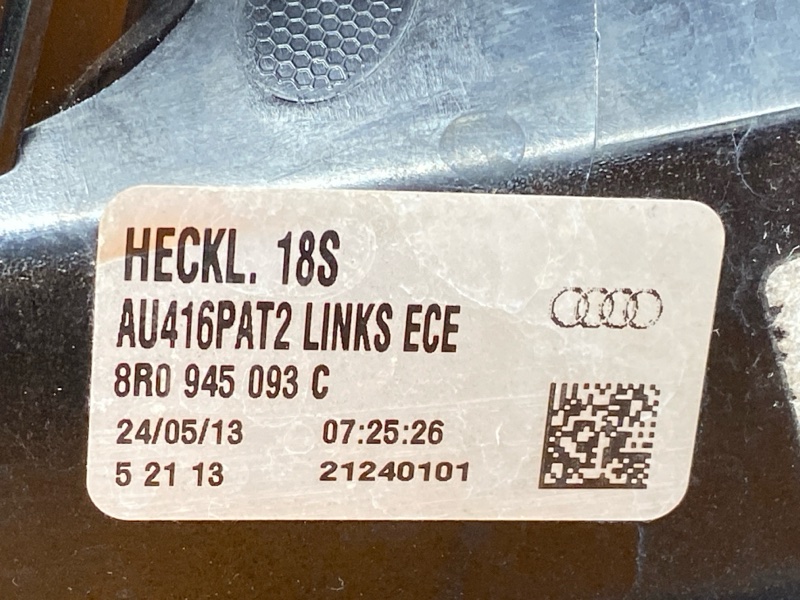 HECKL. 18S
AU416PAT2 LINKS ECE
8R0 945 093 C
24/05/13 07:25:26
5 21 13 21240101